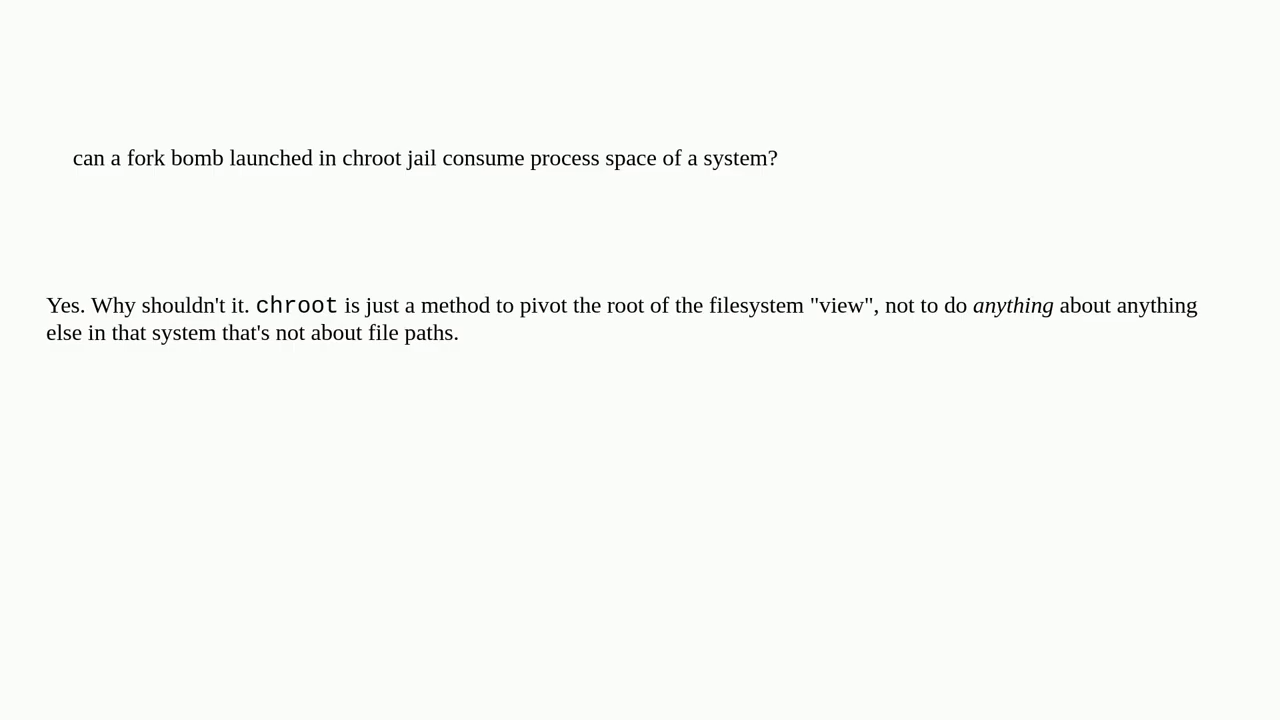 can a fork bomb launched in chroot jail consume process space of a system?
Yes. Why shouldn't it. chroot is just a method to pivot the root of the filesystem "view", not to do anything about anything
else in that system that's not about file paths.